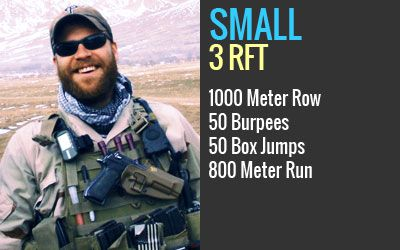 SMALL
3 RFT
1000 Meter Row
50 Burpees
50 Box Jumps
800 Meter Run